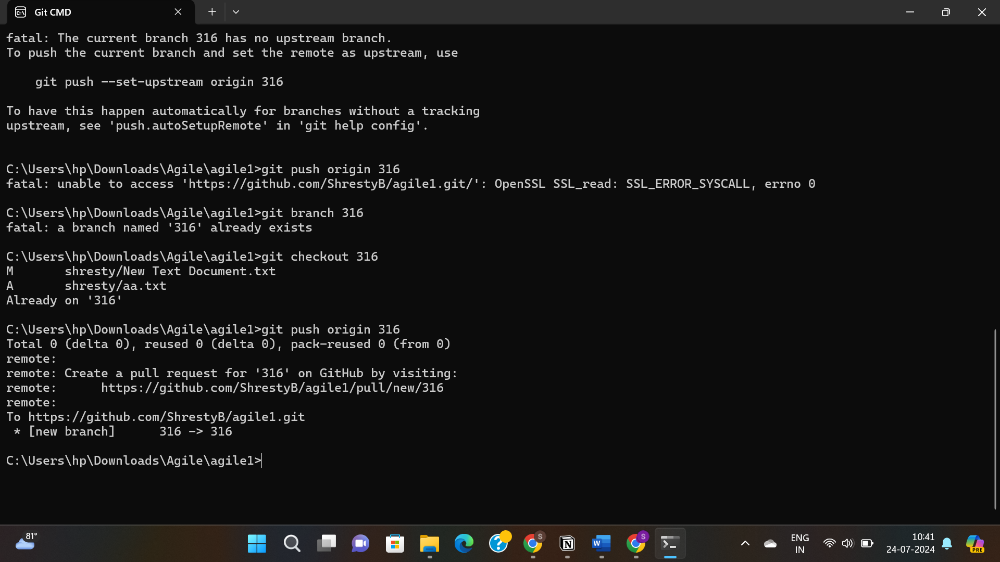 Git CMD
fatal: The current branch 316 has no upstream branch.
To push the current branch and set the remote as upstream, use
    git push --set-upstream origin 316
To have this happen automatically for branches without a tracking
upstream, see 'push.autoSetupRemote' in 'git help config'.
C:\Users\hp\Downloads\Agile\agile1>git push origin 316
fatal: unable to access 'https://github.com/ShrestyB/agile1.git/': OpenSSL SSL_read: SSL_ERROR_SYSCALL, errno 0
C:\Users\hp\Downloads\Agile\agile1>git branch 316
fatal: a branch named '316' already exists
C:\Users\hp\Downloads\Agile\agile1>git checkout 316
M       shresty/New Text Document.txt
A       shresty/aa.txt
Already on '316'
C:\Users\hp\Downloads\Agile\agile1>git push origin 316
Total 0 (delta 0), reused 0 (delta 0), pack-reused 0 (from 0)
remote:
remote: Create a pull request for '316' on GitHub by visiting:
remote:      https://github.com/ShrestyB/agile1/pull/new/316
remote:
To https://github.com/ShrestyB/agile1.git
 * [new branch]      316 -> 316
C:\Users\hp\Downloads\Agile\agile1>
81°
S
S
ENG
IN
10:41
24-07-2024
PRE